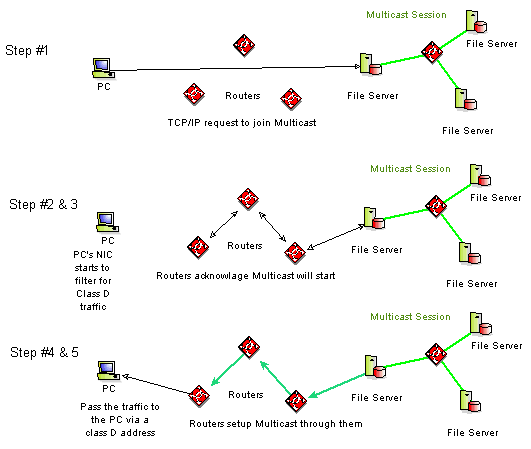 Multicast Session
File Server
Step #1
PC
Routers
File Server
File Server
TCP/IP request to join Multicast
Multicast Session
File Server
Step #2 & 3
PC
Routers
File Server
File Server
PC's NIC
starts to
filter for
Class D
traffic
Routers acknowlage Multicast will start
Multicast Session
File Server
Step #4 & 5
PC
Routers
File Server
File Server
Pass the traffic to
the PC via a
class D address
Routers setup Multicast through them